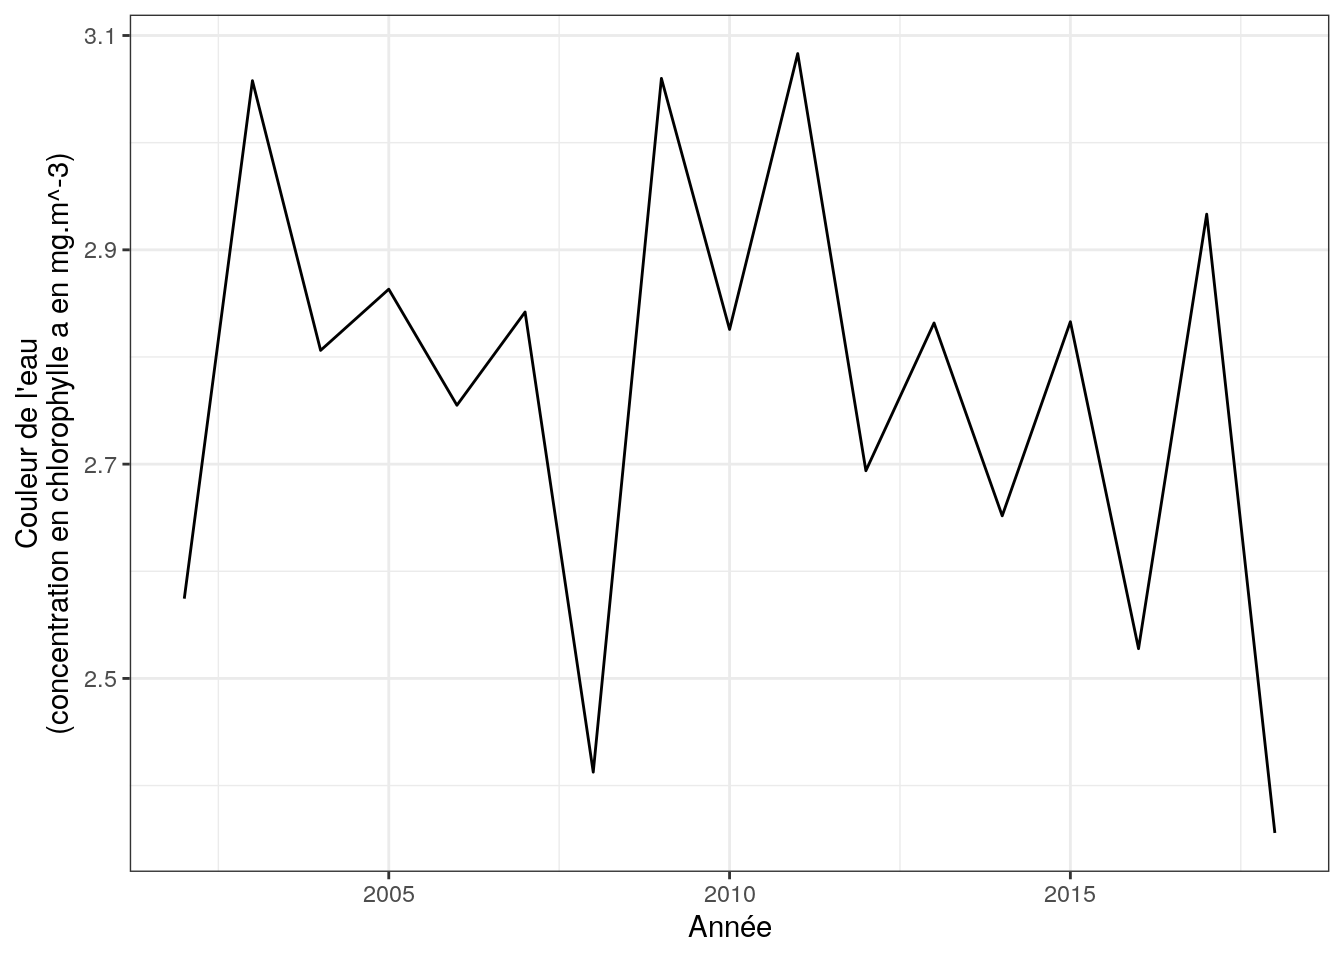 Couleur de l'eau
(concentration en chlorophylle a en mg.m^-3)
3.1
2.9
2.7
2.5
2005
2010
2015
Année